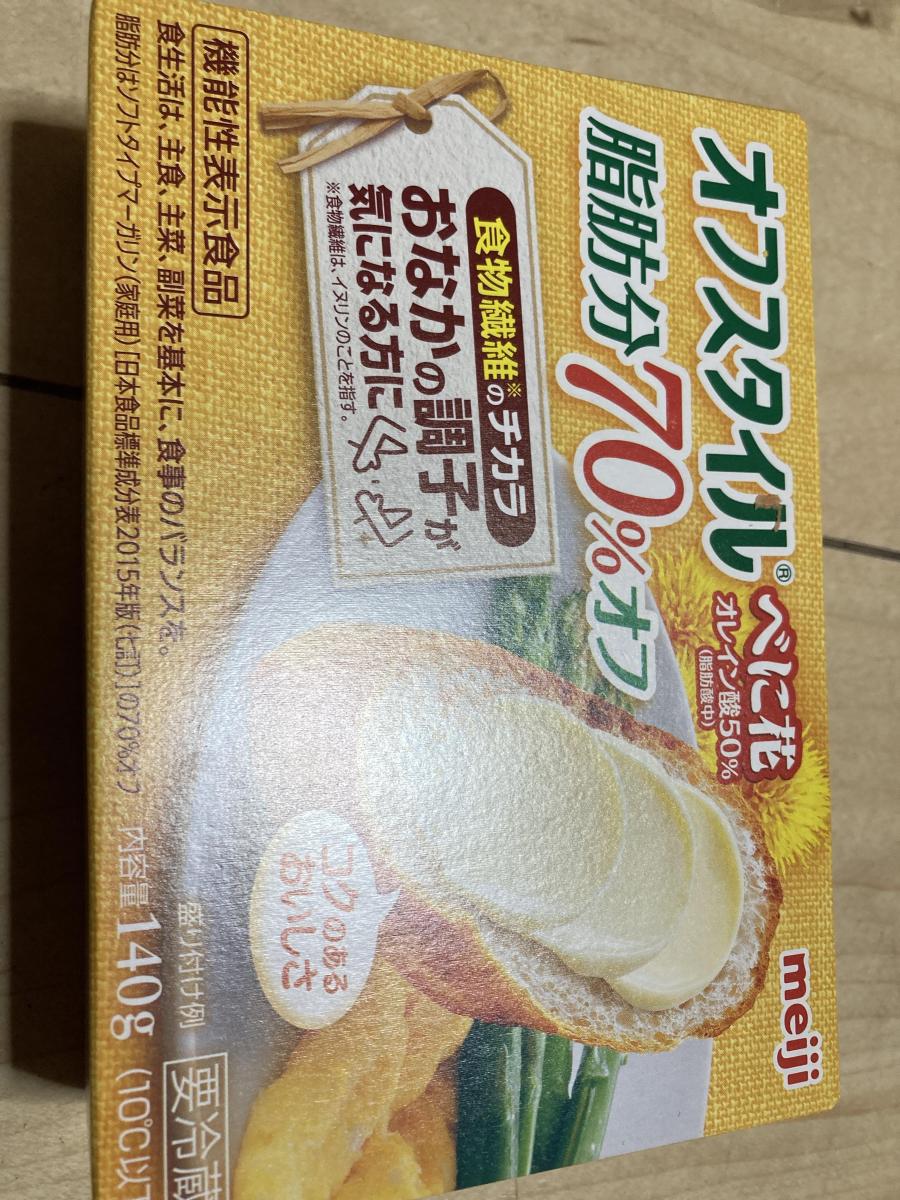 meiji
オフスタイル®
べに花
オレイン酸50%
(脂肪酸中)
脂肪分70%オフ
食物繊維※のチカラ
おなかの調子が
気になる方に
※食物繊維は、イヌリンのことを指す。
コクのある
おいしさ
機能性表示食品
食生活は、主食、主菜、副菜を基本に、食事のバランスを。
盛り付け例
要冷蔵
脂肪分はソフトタイプマーガリン(家庭用)[日本食品標準成分表2015年版(七訂)]の70%オフ
内容量140g
(10℃以下